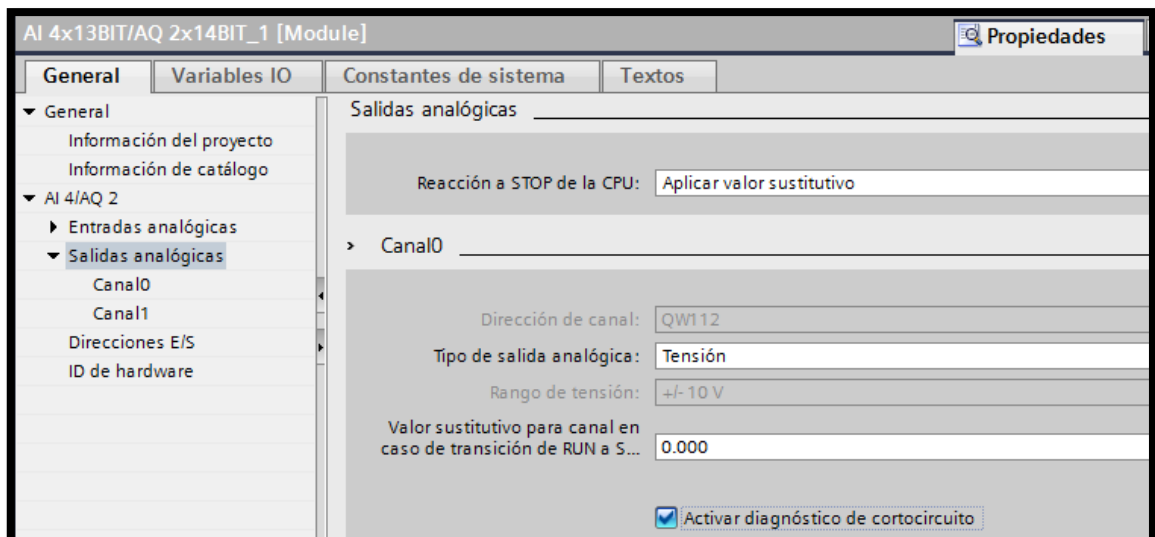 AI 4x13BIT/AQ 2x14BIT_1 [Module]
Propiedades
General
Variables IO
Constantes de sistema
Textos
General
Información del proyecto
Información de catálogo
AI 4/AQ 2
Entradas analógicas
Salidas analógicas
Canal0
Canal1
Direcciones E/S
ID de hardware
Salidas analógicas
Reacción a STOP de la CPU: Aplicar valor sustitutivo
Canal0
Dirección de canal: QW112
Tipo de salida analógica: Tensión
Rango de tensión: +/- 10 V
Valor sustitutivo para canal en
caso de transición de RUN a S... 0.000
Activar diagnóstico de cortocircuito